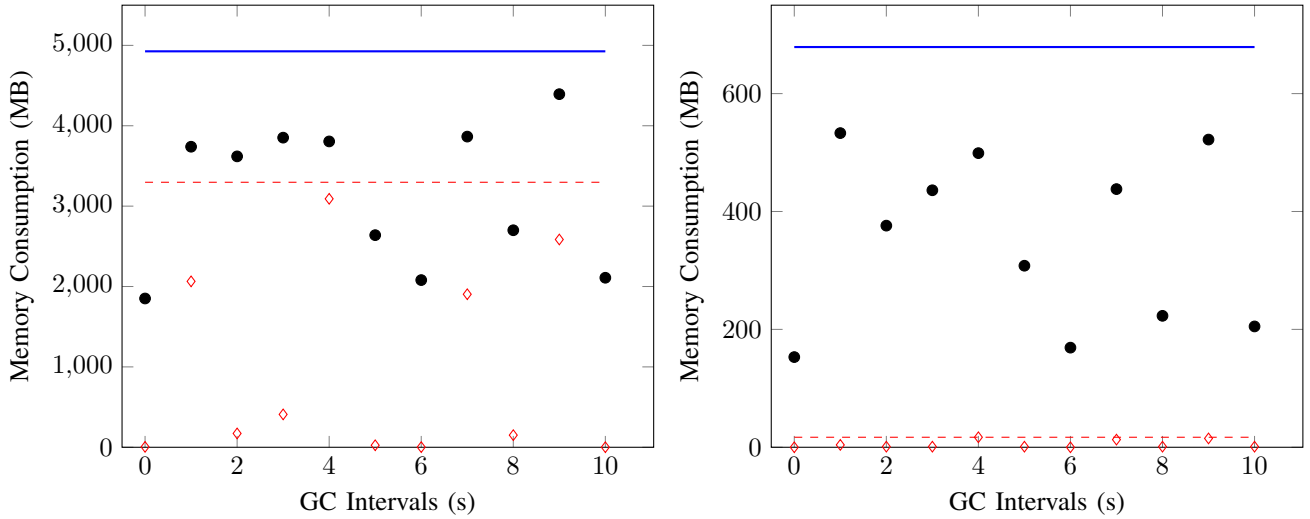 Memory Consumption (MB)
5,000
4,000
3,000
2,000
1,000
0
0 2 4 6 8 10
GC Intervals (s)
Memory Consumption (MB)
600
400
200
0
0 2 4 6 8 10
GC Intervals (s)